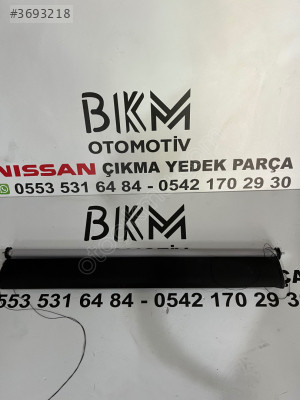 #3693218
BKM
OTOMOTİV
NISSAN ÇIKMA YEDEK PARÇA
0553 531 64 84 - 0542 170 29 30
BKM
0553 531 64 84 - 0542 170 29 30